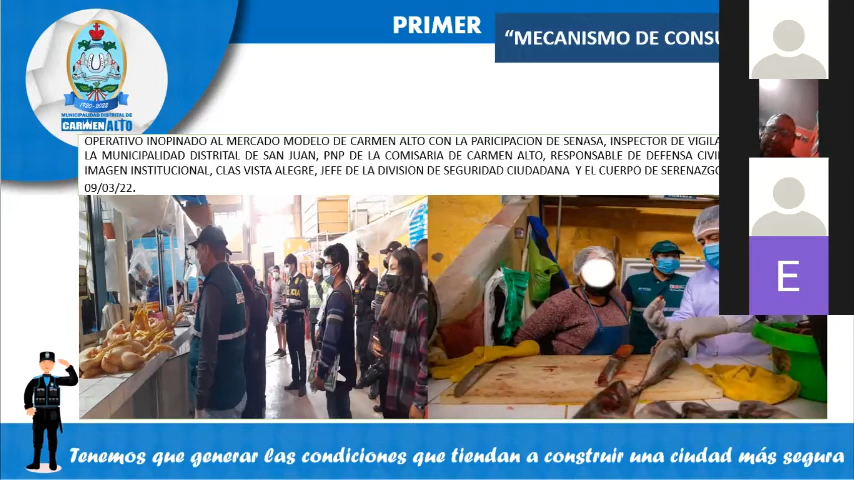 PRIMER
"MECANISMO DE CONSU
1720-2022
MUNICIPALIDAD DISTRITAL DE
CARMEN ALTO
OPERATIVO INOPINADO AL MERCADO MODELO DE CARMEN ALTO CON LA PARICIPACION DE SENASA, INSPECTOR DE VIGILA
LA MUNICIPALIDAD DISTRITAL DE SAN JUAN, PNP DE LA COMISARIA DE CARMEN ALTO, RESPONSABLE DE DEFENSA CIVI
IMAGEN INSTITUCIONAL, CLAS VISTA ALEGRE, JEFE DE LA DIVISION DE SEGURIDAD CIUDADANA Y EL CUERPO DE SERENAZGO
09/03/22.
E
Tenemos que generar las condiciones que tiendan a construir una ciudad más segura